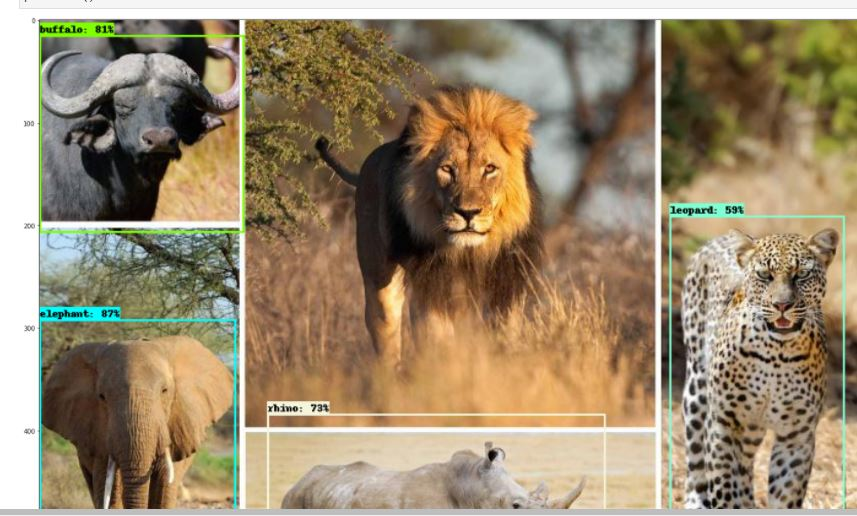 0
buffalo: 81%
100
200
leopard: 59%
elephant: 87%
300
rhino: 73%
400